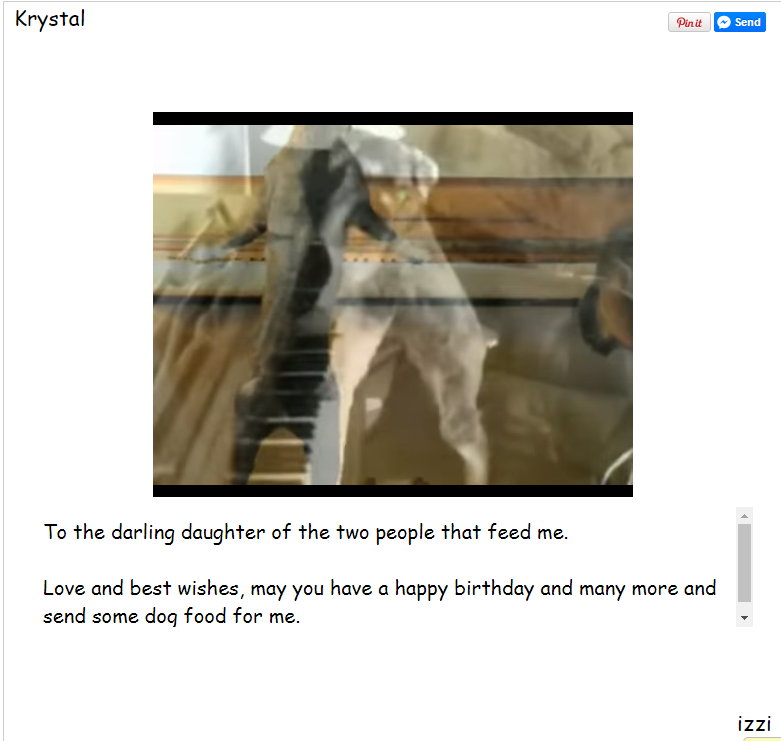 Krystal
Pin it
Send
To the darling daughter of the two people that feed me.
Love and best wishes, may you have a happy birthday and many more and
send some dog food for me.
izzi